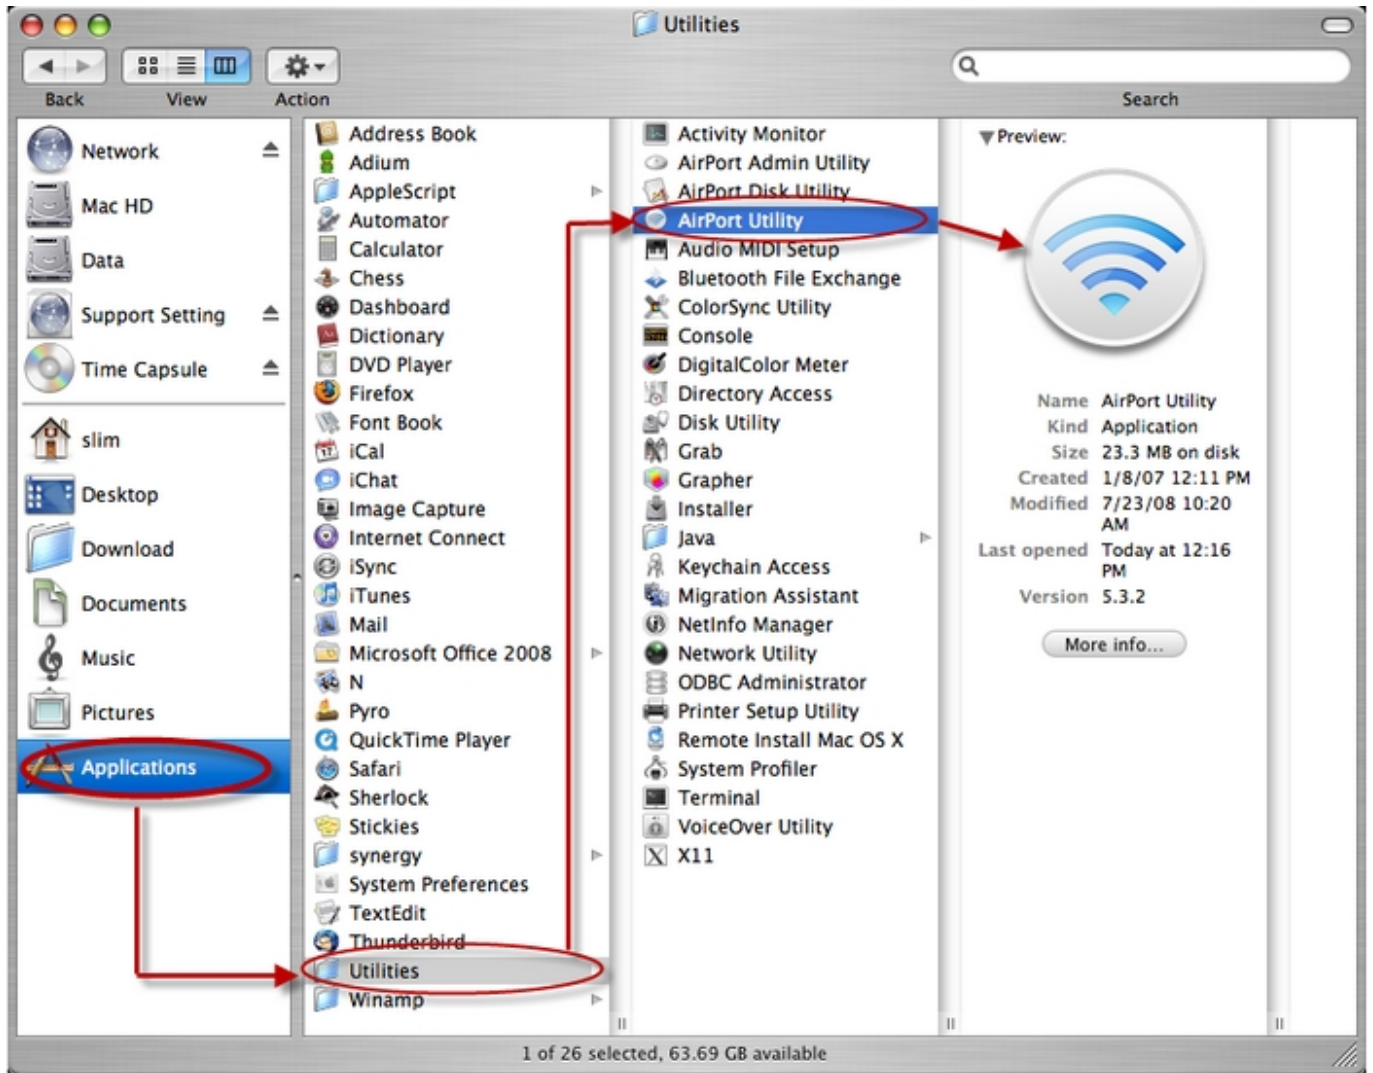 Utilities
Back
View
Action
Search
Network
Mac HD
Data
Support Setting
Time Capsule
slim
Desktop
Download
Documents
Music
Pictures
Applications
Address Book
Adium
AppleScript
Automator
Calculator
Chess
Dashboard
Dictionary
DVD Player
Firefox
Font Book
iCal
iChat
Image Capture
Internet Connect
iSync
iTunes
Mail
Microsoft Office 2008
N
Pyro
QuickTime Player
Safari
Sherlock
Stickies
synergy
System Preferences
TextEdit
Thunderbird
Utilities
Winamp
Activity Monitor
AirPort Admin Utility
AirPort Disk Utility
AirPort Utility
Audio MIDI Setup
Bluetooth File Exchange
ColorSync Utility
Console
DigitalColor Meter
Directory Access
Disk Utility
Grab
Grapher
Installer
Java
Keychain Access
Migration Assistant
NetInfo Manager
Network Utility
ODBC Administrator
Printer Setup Utility
Remote Install Mac OS X
System Profiler
Terminal
VoiceOver Utility
X11
Preview:
Name AirPort Utility
Kind Application
Size 23.3 MB on disk
Created 1/8/07 12:11 PM
Modified 7/23/08 10:20
AM
Last opened Today at 12:16
PM
Version 5.3.2
More info...
1 of 26 selected, 63.69 GB available